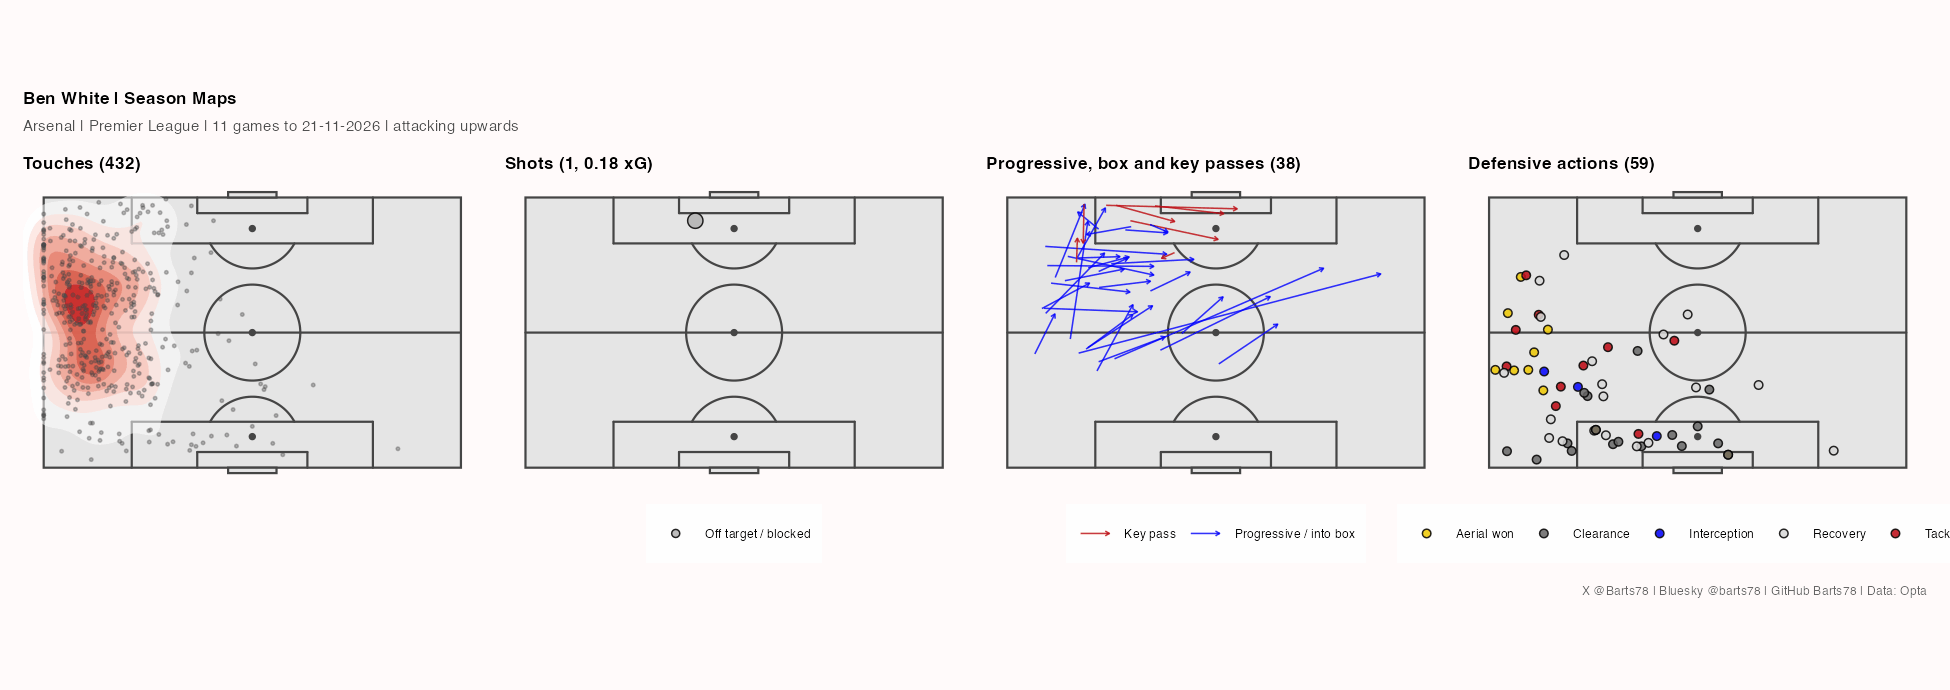 Ben White | Season Maps
Arsenal | Premier League | 11 games to 21-11-2026 | attacking upwards
Touches (432)
Shots (1, 0.18 xG)
Progressive, box and key passes (38)
Defensive actions (59)
Off target / blocked
Key pass
Progressive / into box
Aerial won
Clearance
Interception
Recovery
Tack
X @Barts78 | Bluesky @barts78 | GitHub Barts78 | Data: Opta